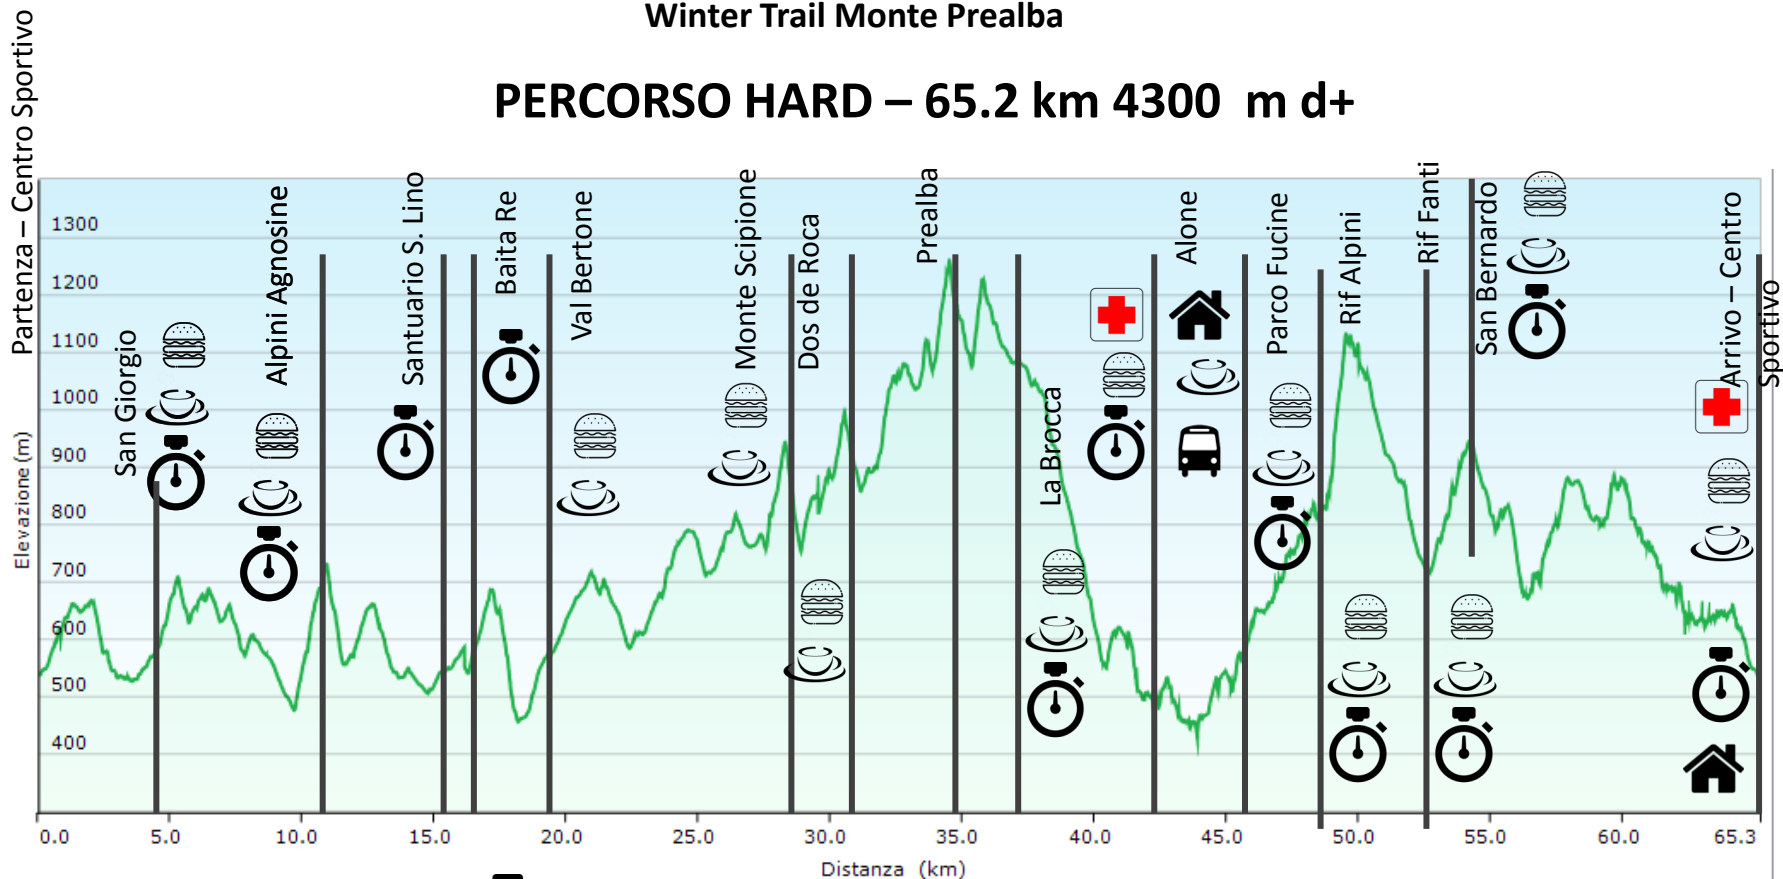 Winter Trail Monte Prealba
PERCORSO HARD – 65.2 km 4300 m d+
Partenza – Centro Sportivo
San Giorgio
Alpini Agnosine
Santuario S. Lino
Baita Re
Val Bertone
Monte Scipione
Dos de Roca
Prealba
La Brocca
Alone
Parco Fucine
Rif Alpini
Rif Fanti
San Bernardo
Arrivo – Centro
Sportivo
Elevazione (m)
1300
1200
1100
1000
900
800
700
600
500
400
0.0 5.0 10.0 15.0 20.0 25.0 30.0 35.0 40.0 45.0 50.0 55.0 60.0 65.3
Distanza (km)